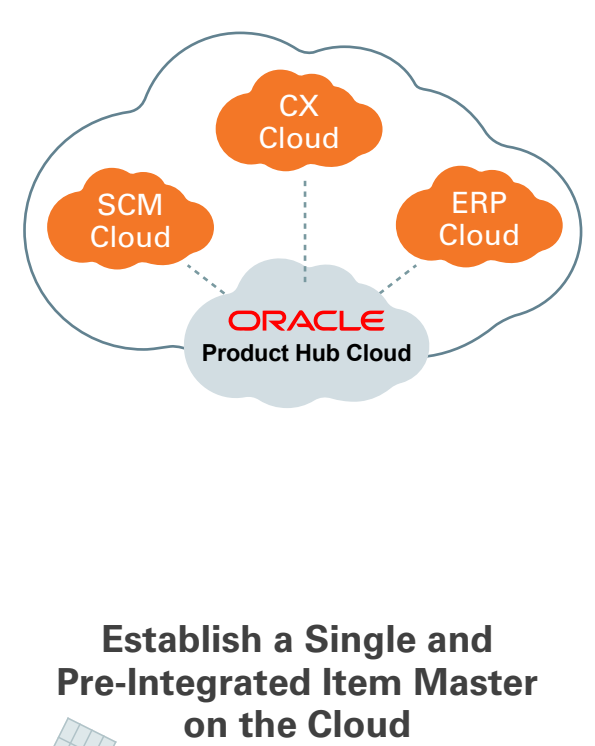 CX
Cloud
SCM
Cloud
ERP
Cloud
ORACLE
Product Hub Cloud
Establish a Single and
Pre-Integrated Item Master
on the Cloud